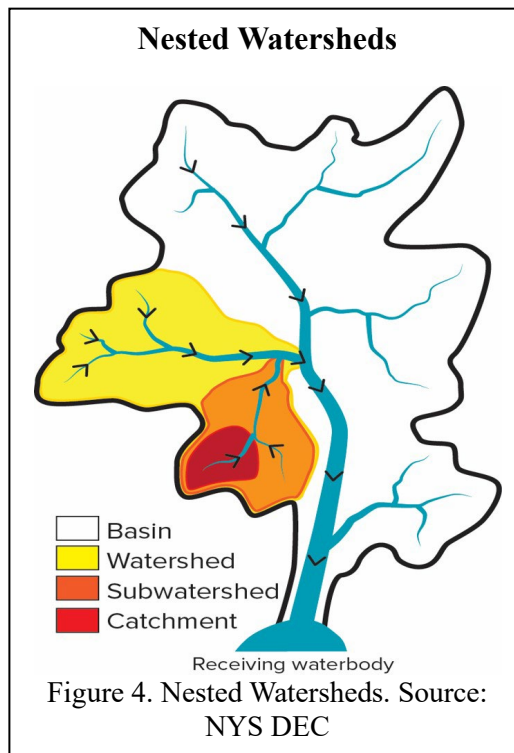 Nested Watersheds
Basin
Watershed
Subwatershed
Catchment
Receiving waterbody
Figure 4. Nested Watersheds. Source:
NYS DEC